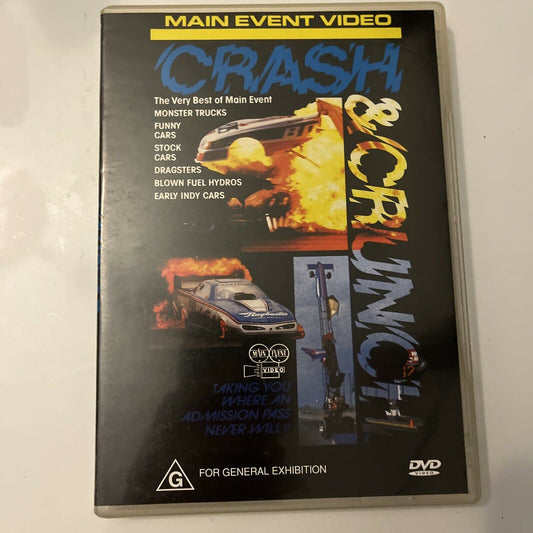 MAIN EVENT VIDEO
CRASH
& CRUNCH
The Very Best of Main Event
MONSTER TRUCKS
FUNNY
CARS
STOCK
CARS
DRAGSTERS
BLOWN FUEL HYDROS
EARLY INDY CARS
MAIN EVENT
VIDEO
TAKING YOU
WHERE AN
ADMISSION PASS
NEVER WILL!!
G
FOR GENERAL EXHIBITION
DVD
VIDEO